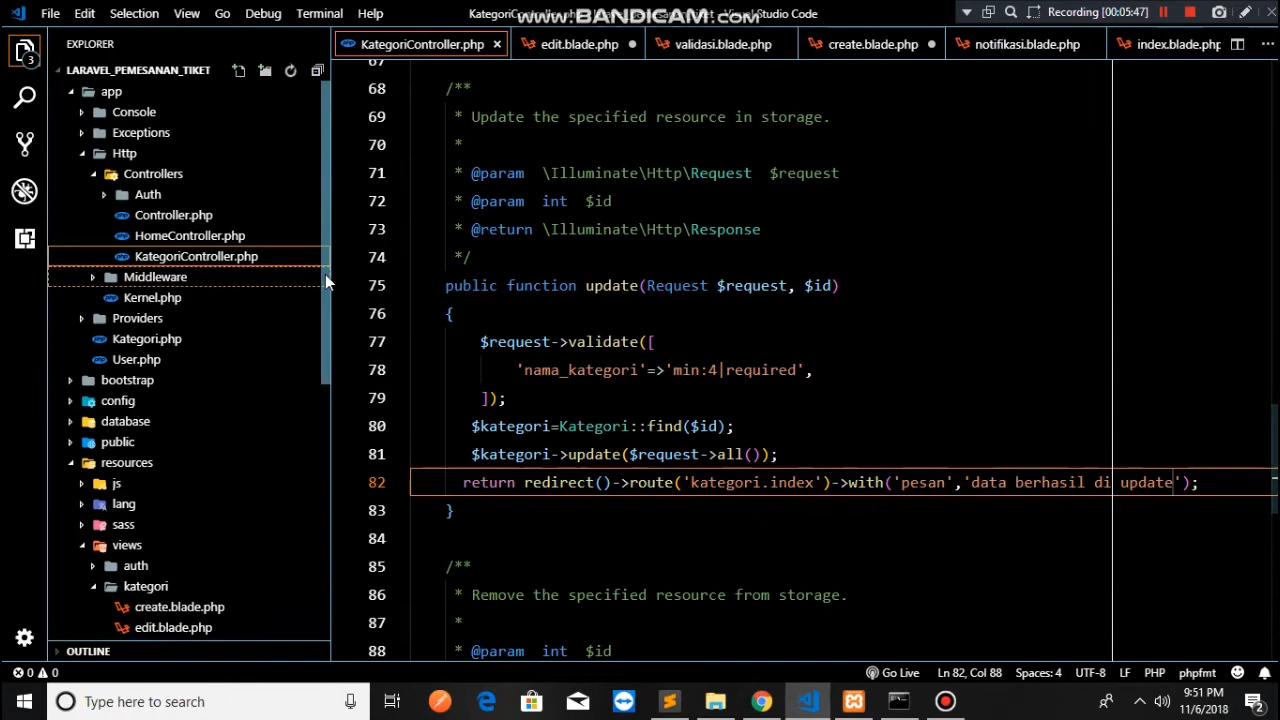 File Edit Selection View Go Debug Terminal Help
www.BANDICAM.com
Visual Studio Code
Recording [00:05:47]
EXPLORER
KategoriController.php ×
edit.blade.php
validasi.blade.php
create.blade.php
notifikasi.blade.php
index.blade.php
LARAVEL_PEMESANAN_TIKET
app
Console
Exceptions
Http
Controllers
Auth
Controller.php
HomeController.php
KategoriController.php
Middleware
Kernel.php
Providers
Kategori.php
User.php
bootstrap
config
database
public
resources
js
lang
sass
views
auth
kategori
create.blade.php
edit.blade.php
OUTLINE
67
68 /**
69 * Update the specified resource in storage.
70 *
71 * @param \Illuminate\Http\Request $request
72 * @param int $id
73 * @return \Illuminate\Http\Response
74 */
75 public function update(Request $request, $id)
76 {
77 $request->validate([
78 'nama_kategori'=>'min:4|required',
79 ]);
80 $kategori=Kategori::find($id);
81 $kategori->update($request->all());
82 return redirect()->route('kategori.index')->with('pesan','data berhasil di update');
83 }
84
85 /**
86 * Remove the specified resource from storage.
87 *
88 * @param int $id
3
0 0
Go Live Ln 82, Col 88 Spaces: 4 UTF-8 LF PHP phpfmt
Type here to search
9:51 PM
11/6/2018
2